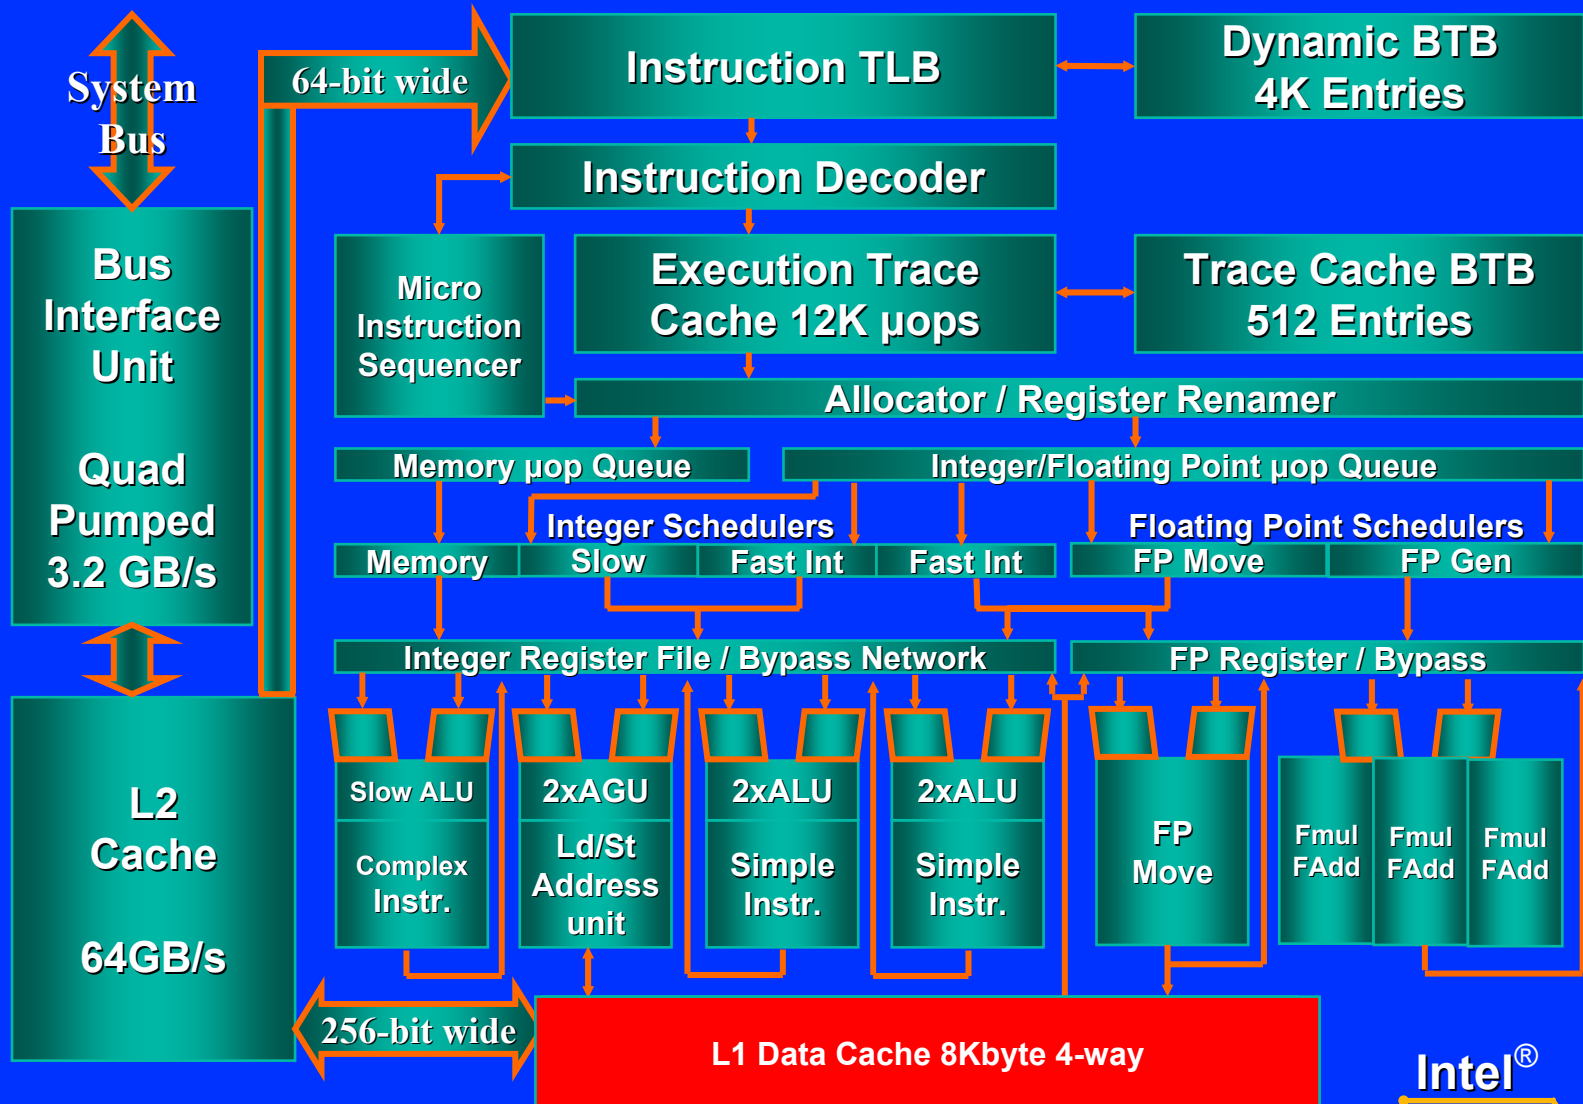 System
Bus
64-bit wide
Instruction TLB
Dynamic BTB
4K Entries
Instruction Decoder
Bus
Interface
Unit
Quad
Pumped
3.2 GB/s
Micro
Instruction
Sequencer
Execution Trace
Cache 12K µops
Trace Cache BTB
512 Entries
Allocator / Register Renamer
Memory µop Queue
Integer/Floating Point µop Queue
Integer Schedulers
Floating Point Schedulers
Memory
Slow
Fast Int
Fast Int
FP Move
FP Gen
Integer Register File / Bypass Network
FP Register / Bypass
L2
Cache
64GB/s
Slow ALU
Complex
Instr.
2xAGU
Ld/St
Address
unit
2xALU
Simple
Instr.
2xALU
Simple
Instr.
FP
Move
Fmul
FAdd
Fmul
FAdd
Fmul
FAdd
256-bit wide
L1 Data Cache 8Kbyte 4-way
Intel®